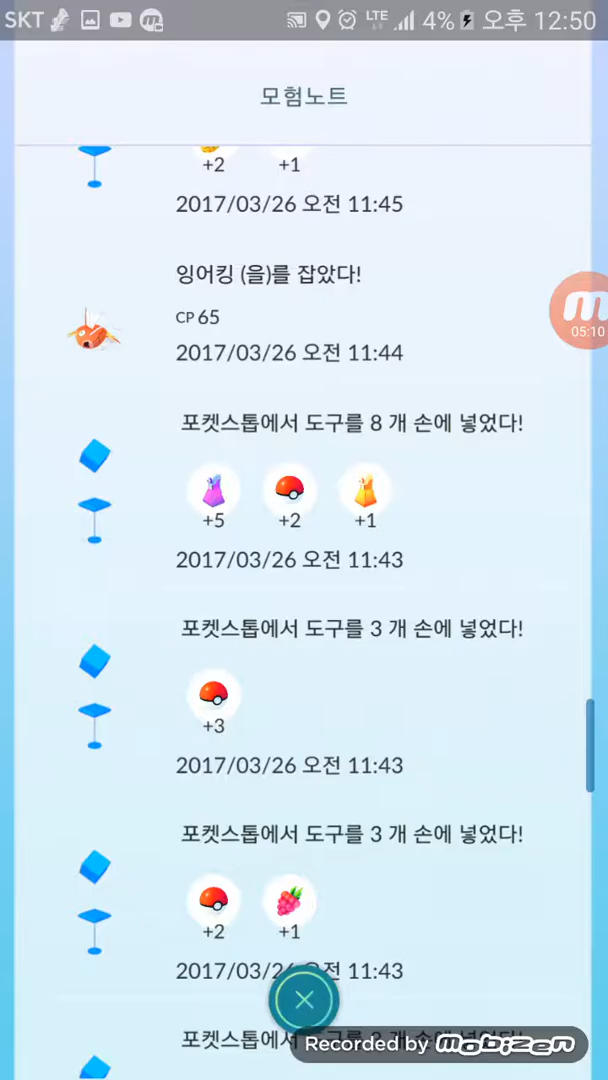 SKT LTE 4% 오후 12:50
모험노트
+2 +1
2017/03/26 오전 11:45
잉어킹 (을)를 잡았다!
CP 65
05:10
2017/03/26 오전 11:44
포켓스톱에서 도구를 8 개 손에 넣었다!
+5 +2 +1
2017/03/26 오전 11:43
포켓스톱에서 도구를 3 개 손에 넣었다!
+3
2017/03/26 오전 11:43
포켓스톱에서 도구를 3 개 손에 넣었다!
+2 +1
2017/03/26 오전 11:43
포켓스톱에서 도구를
Recorded by mobizen